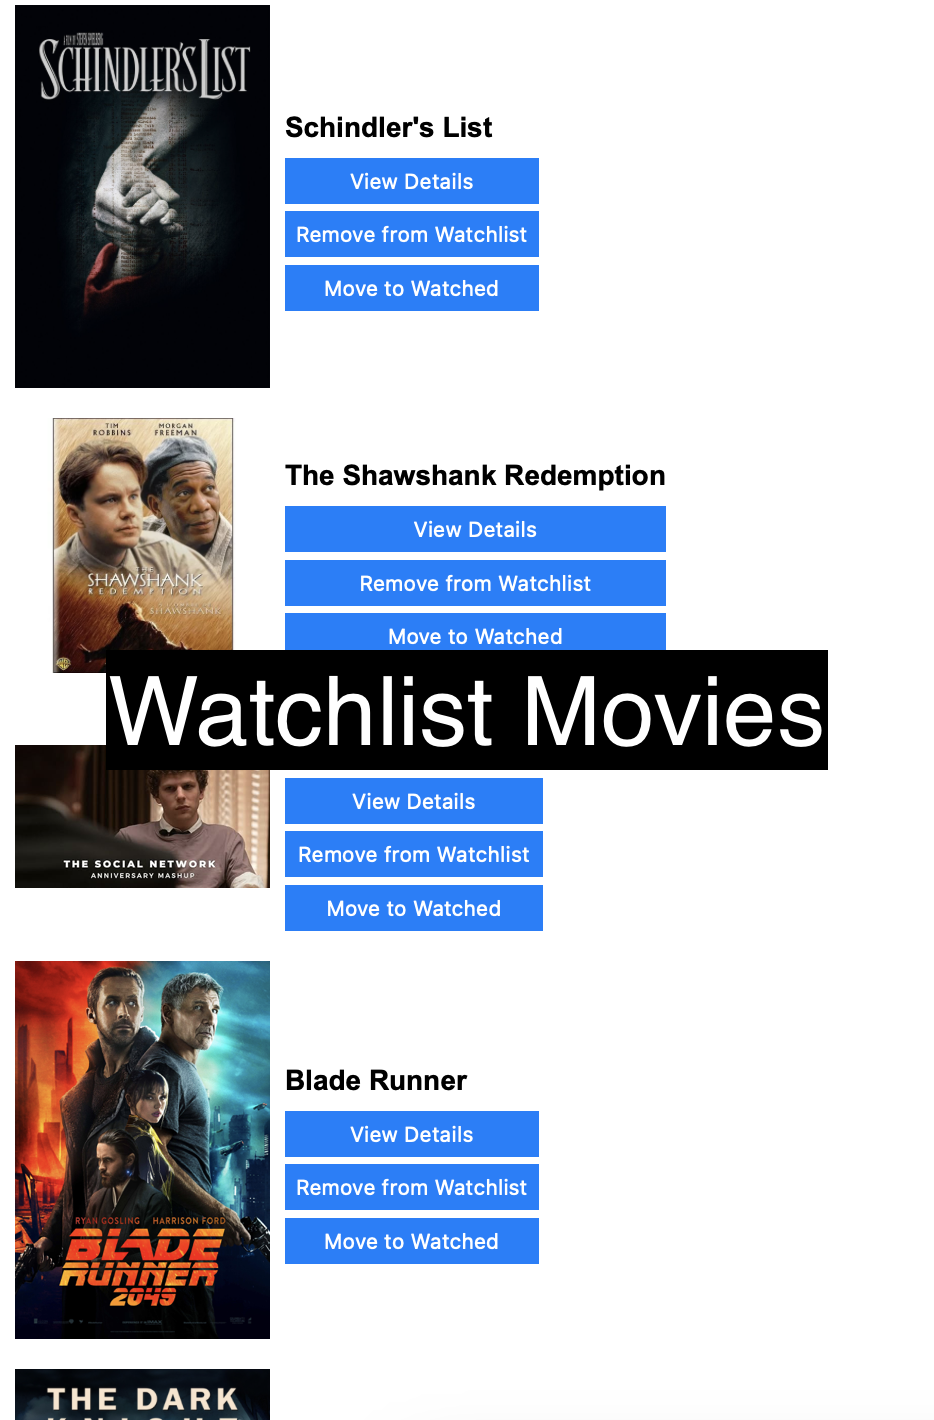 A FILM BY STEVEN SPIELBERG
SCHINDLER'S LIST
Schindler's List
View Details
Remove from Watchlist
Move to Watched
TIM ROBBINS
MORGAN FREEMAN
THE
SHAWSHANK
REDEMPTION
SHAWSHANK
The Shawshank Redemption
View Details
Remove from Watchlist
Move to Watched
Watchlist Movies
THE SOCIAL NETWORK
ANNIVERSARY MASHUP
View Details
Remove from Watchlist
Move to Watched
RYAN GOSLING HARRISON FORD
BLADE
RUNNER
2049
Blade Runner
View Details
Remove from Watchlist
Move to Watched
THE DARK
KNIGHT